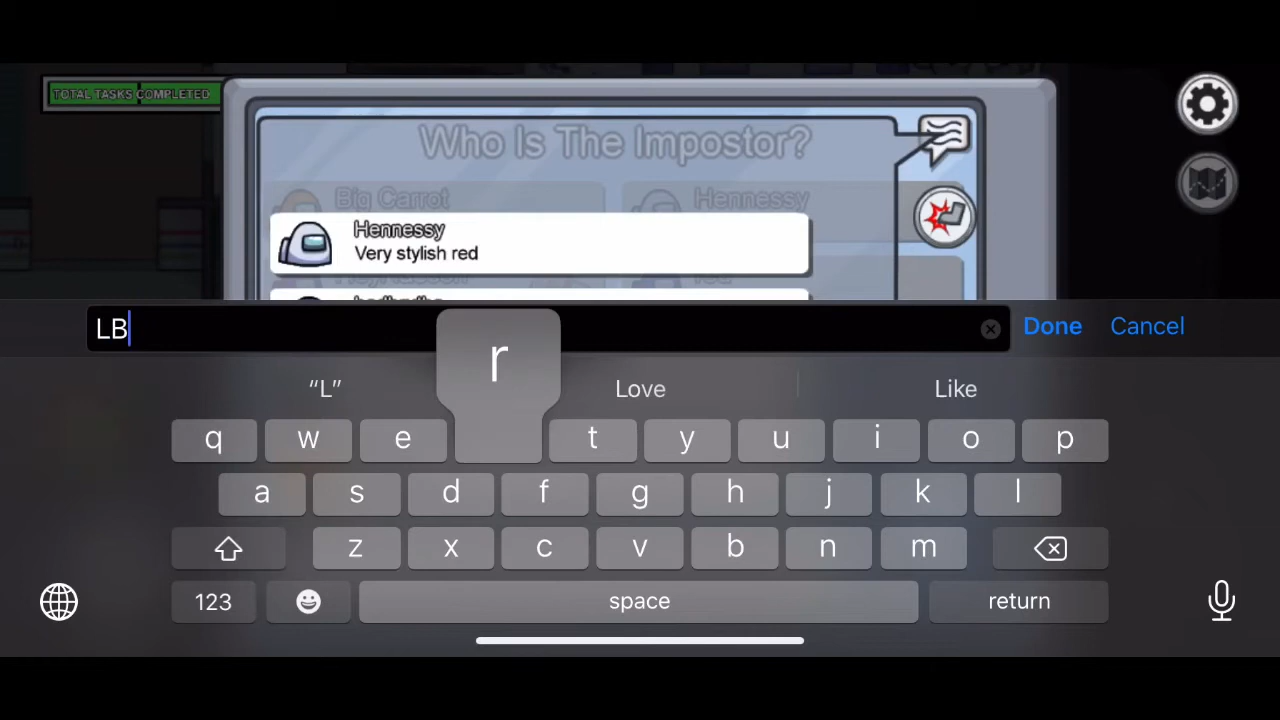 TOTAL TASKS COMPLETED
Who Is The Impostor?
Big Carrot
Hennessy
Hennessy
Very stylish red
red
LB
Done
Cancel
“L”
Love
Like
r
q w e t y u i o p
a s d f g h j k l
z x c v b n m
123
space
return